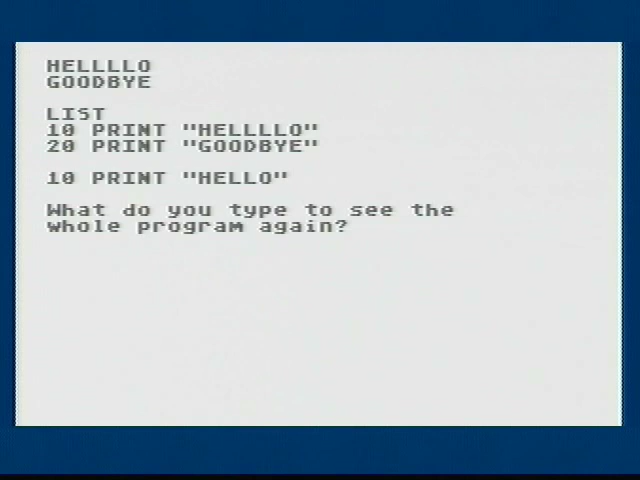 HELLLLO
GOODBYE
LIST
10 PRINT "HELLLLO"
20 PRINT "GOODBYE"
10 PRINT "HELLO"
What do you type to see the
whole program again?